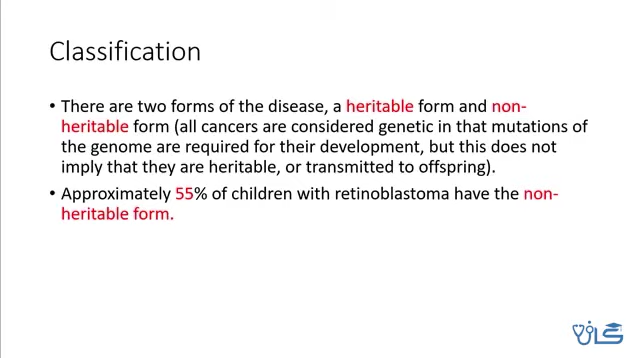 Classification
• There are two forms of the disease, a heritable form and non-
heritable form (all cancers are considered genetic in that mutations of
the genome are required for their development, but this does not
imply that they are heritable, or transmitted to offspring).
• Approximately 55% of children with retinoblastoma have the non-
heritable form.